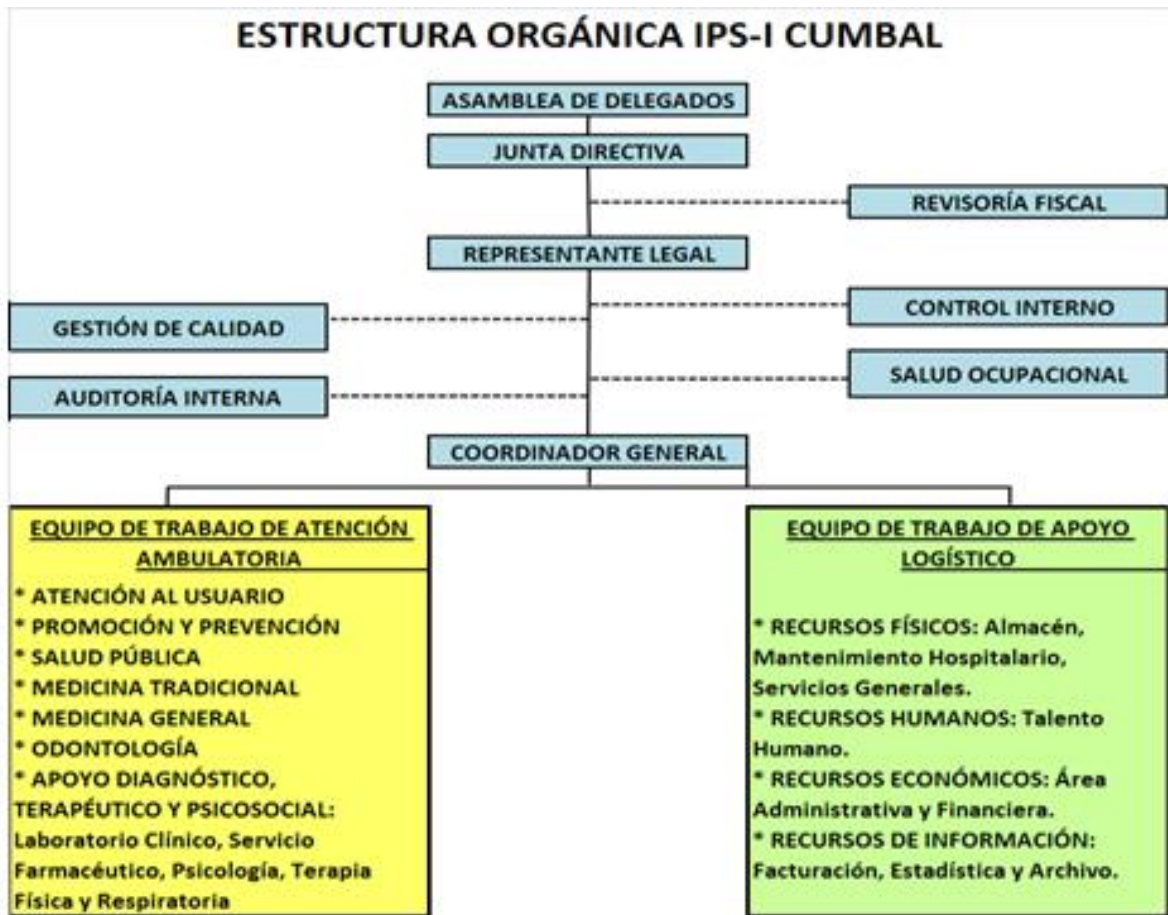 ESTRUCTURA ORGÁNICA IPS-I CUMBAL
ASAMBLEA DE DELEGADOS
JUNTA DIRECTIVA
REVISORÍA FISCAL
REPRESENTANTE LEGAL
CONTROL INTERNO
GESTIÓN DE CALIDAD
SALUD OCUPACIONAL
AUDITORÍA INTERNA
COORDINADOR GENERAL
EQUIPO DE TRABAJO DE ATENCIÓN
AMBULATORIA
* ATENCIÓN AL USUARIO
* PROMOCIÓN Y PREVENCIÓN
* SALUD PÚBLICA
* MEDICINA TRADICIONAL
* MEDICINA GENERAL
* ODONTOLOGÍA
* APOYO DIAGNÓSTICO,
TERAPÉUTICO Y PSICOSOCIAL:
Laboratorio Clínico, Servicio
Farmacéutico, Psicología, Terapia
Física y Respiratoria
EQUIPO DE TRABAJO DE APOYO
LOGÍSTICO
* RECURSOS FÍSICOS: Almacén,
Mantenimiento Hospitalario,
Servicios Generales.
* RECURSOS HUMANOS: Talento
Humano.
* RECURSOS ECONÓMICOS: Área
Administrativa y Financiera.
* RECURSOS DE INFORMACIÓN:
Facturación, Estadística y Archivo.